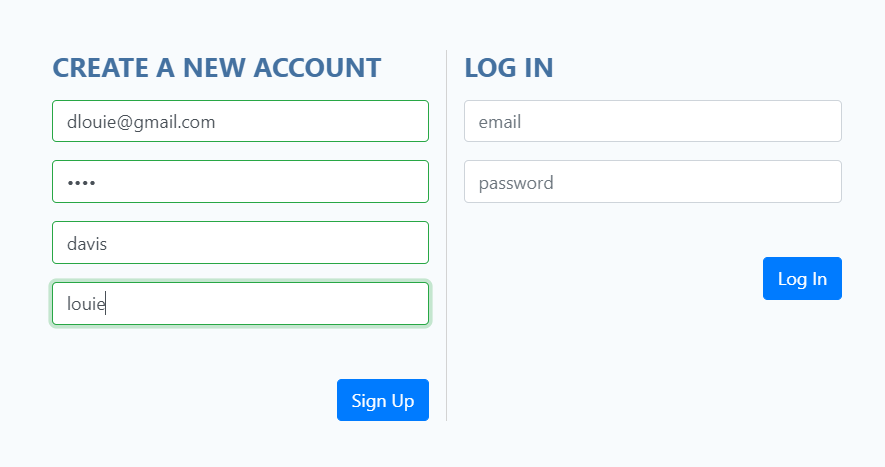 CREATE A NEW ACCOUNT
dlouie@gmail.com
••••
davis
louie
Sign Up
LOG IN
email
password
Log In